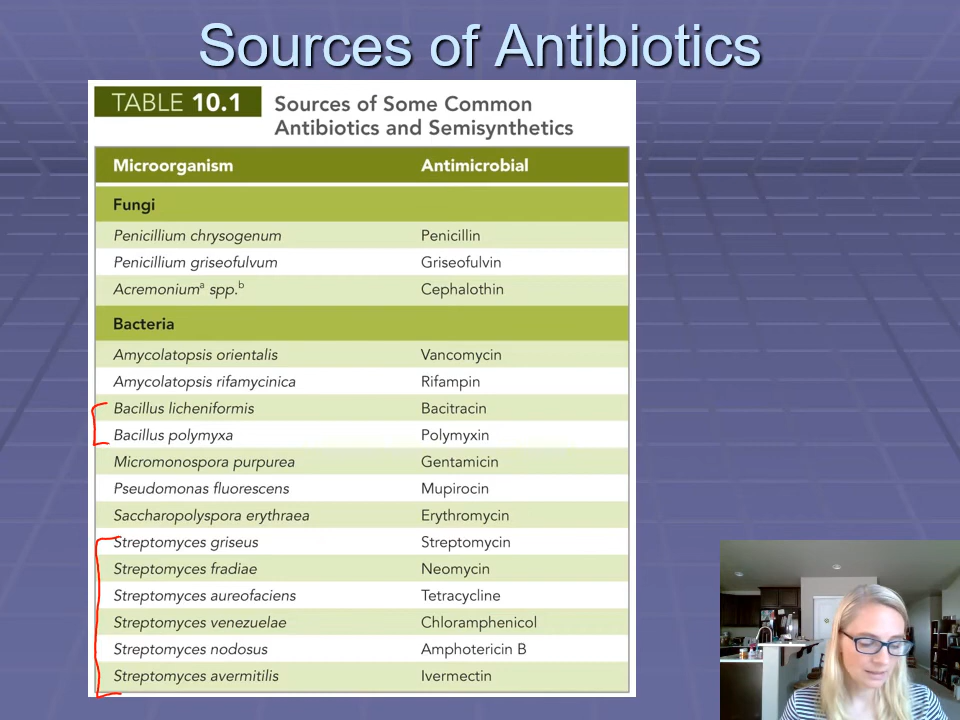 Sources of Antibiotics
TABLE 10.1 Sources of Some Common
Antibiotics and Semisynthetics
Microorganism Antimicrobial
Fungi
Penicillium chrysogenum Penicillin
Penicillium griseofulvum Griseofulvin
Acremoniumᵃ spp.ᵇ Cephalothin
Bacteria
Amycolatopsis orientalis Vancomycin
Amycolatopsis rifamycinica Rifampin
Bacillus licheniformis Bacitracin
Bacillus polymyxa Polymyxin
Micromonospora purpurea Gentamicin
Pseudomonas fluorescens Mupirocin
Saccharopolyspora erythraea Erythromycin
Streptomyces griseus Streptomycin
Streptomyces fradiae Neomycin
Streptomyces aureofaciens Tetracycline
Streptomyces venezuelae Chloramphenicol
Streptomyces nodosus Amphotericin B
Streptomyces avermitilis Ivermectin